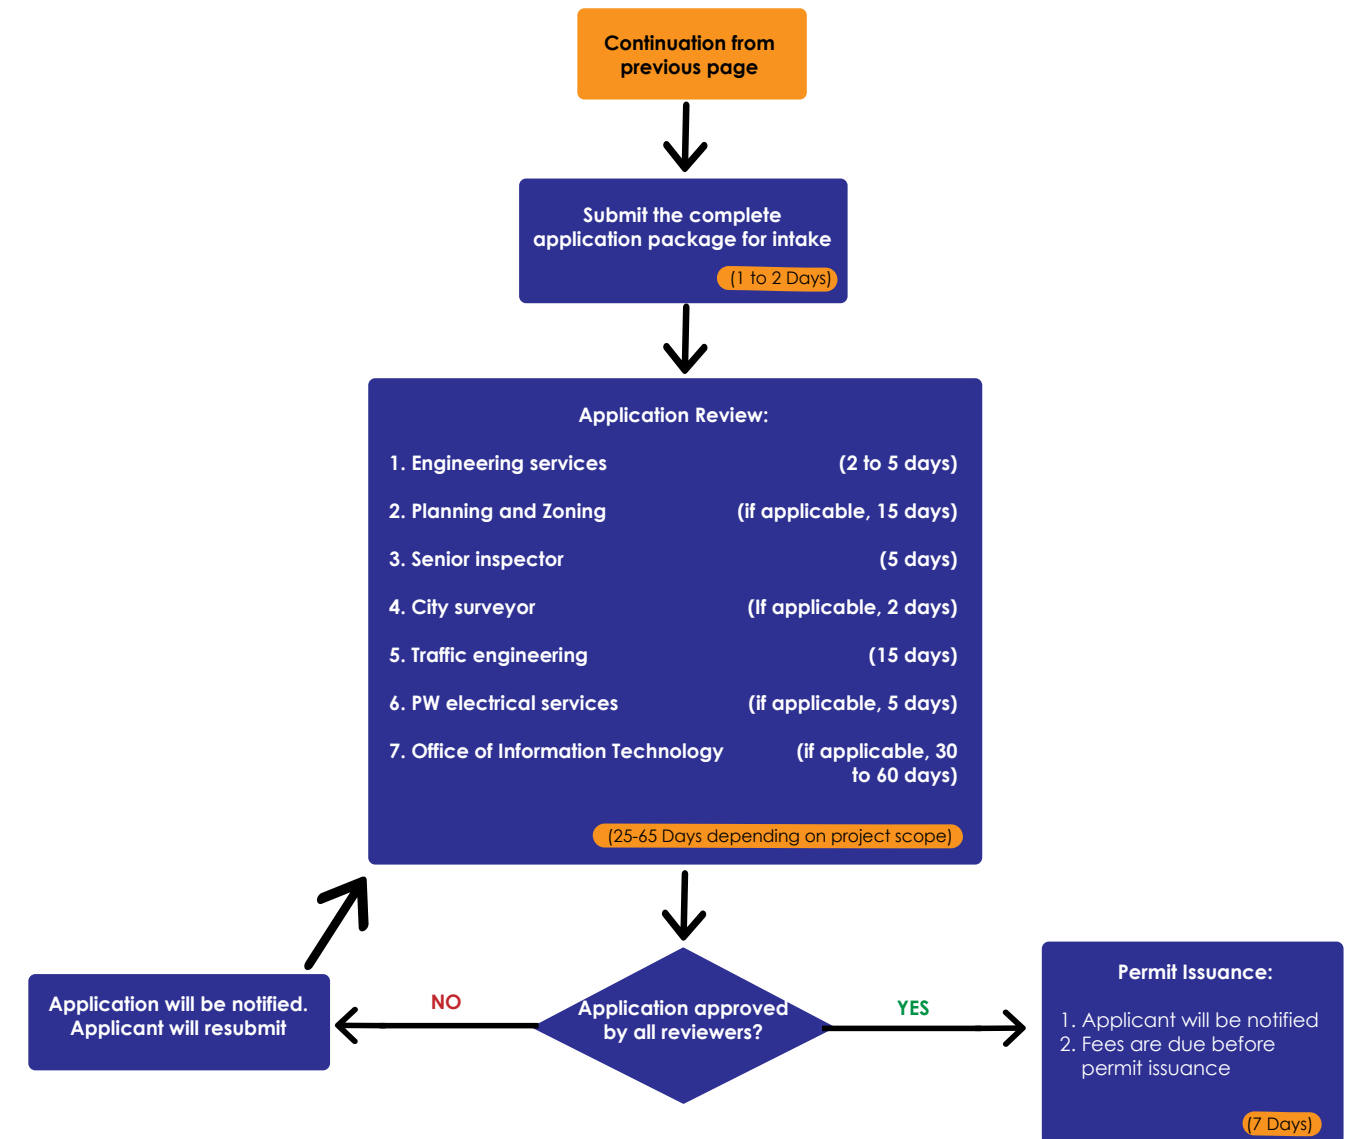 Continuation from
previous page
Submit the complete
application package for intake
(1 to 2 Days)
Application Review:
1. Engineering services (2 to 5 days)
2. Planning and Zoning (if applicable, 15 days)
3. Senior inspector (5 days)
4. City surveyor (If applicable, 2 days)
5. Traffic engineering (15 days)
6. PW electrical services (if applicable, 5 days)
7. Office of Information Technology (if applicable, 30
to 60 days)
(25-65 Days depending on project scope)
Application approved
by all reviewers?
NO
Application will be notified.
Applicant will resubmit
YES
Permit Issuance:
1. Applicant will be notified
2. Fees are due before
permit issuance
(7 Days)